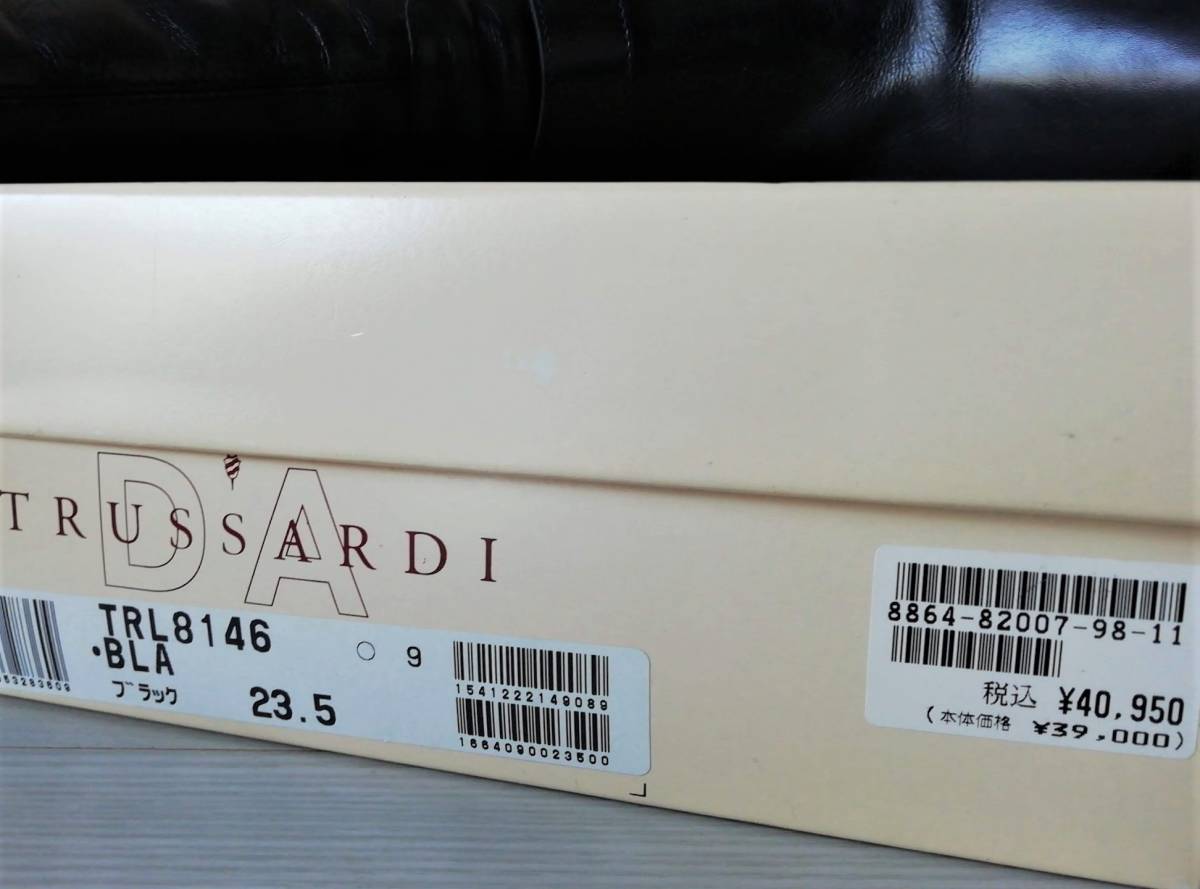 D'A
TRUSSARDI
TRL8146
•BLA
ブラック
23.5
○ 9
1541222149089
1664090023500
8864-82007-98-11
税込 ¥40,950
(本体価格 ¥39,000)